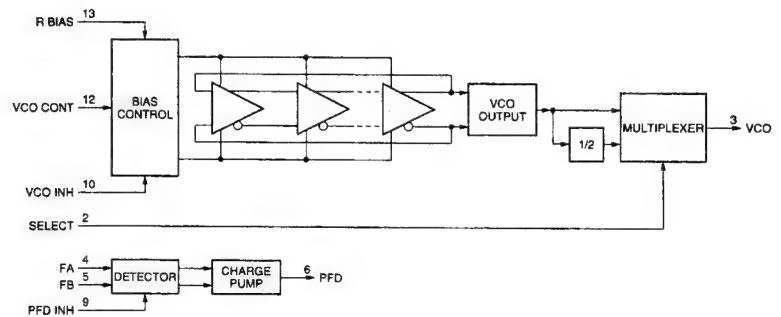 R BIAS 13
VCO CONT 12
BIAS CONTROL
VCO INH 10
SELECT 2
VCO OUTPUT
1/2
MULTIPLEXER
3 VCO
FA 4
FB 5
PFD INH 9
DETECTOR
CHARGE PUMP
6 PFD